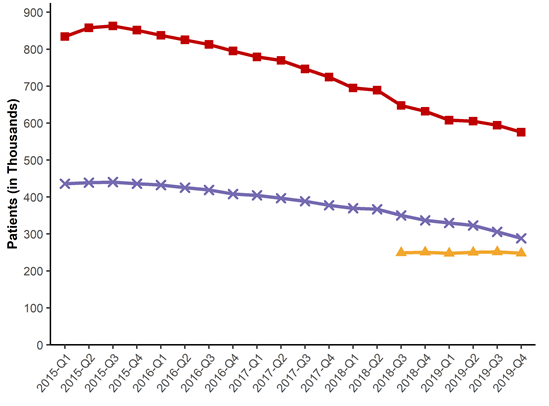 Patients (in Thousands)
900
800
700
600
500
400
300
200
100
0
2015-Q1
2015-Q2
2015-Q3
2015-Q4
2016-Q1
2016-Q2
2016-Q3
2016-Q4
2017-Q1
2017-Q2
2017-Q3
2017-Q4
2018-Q1
2018-Q2
2018-Q3
2018-Q4
2019-Q1
2019-Q2
2019-Q3
2019-Q4